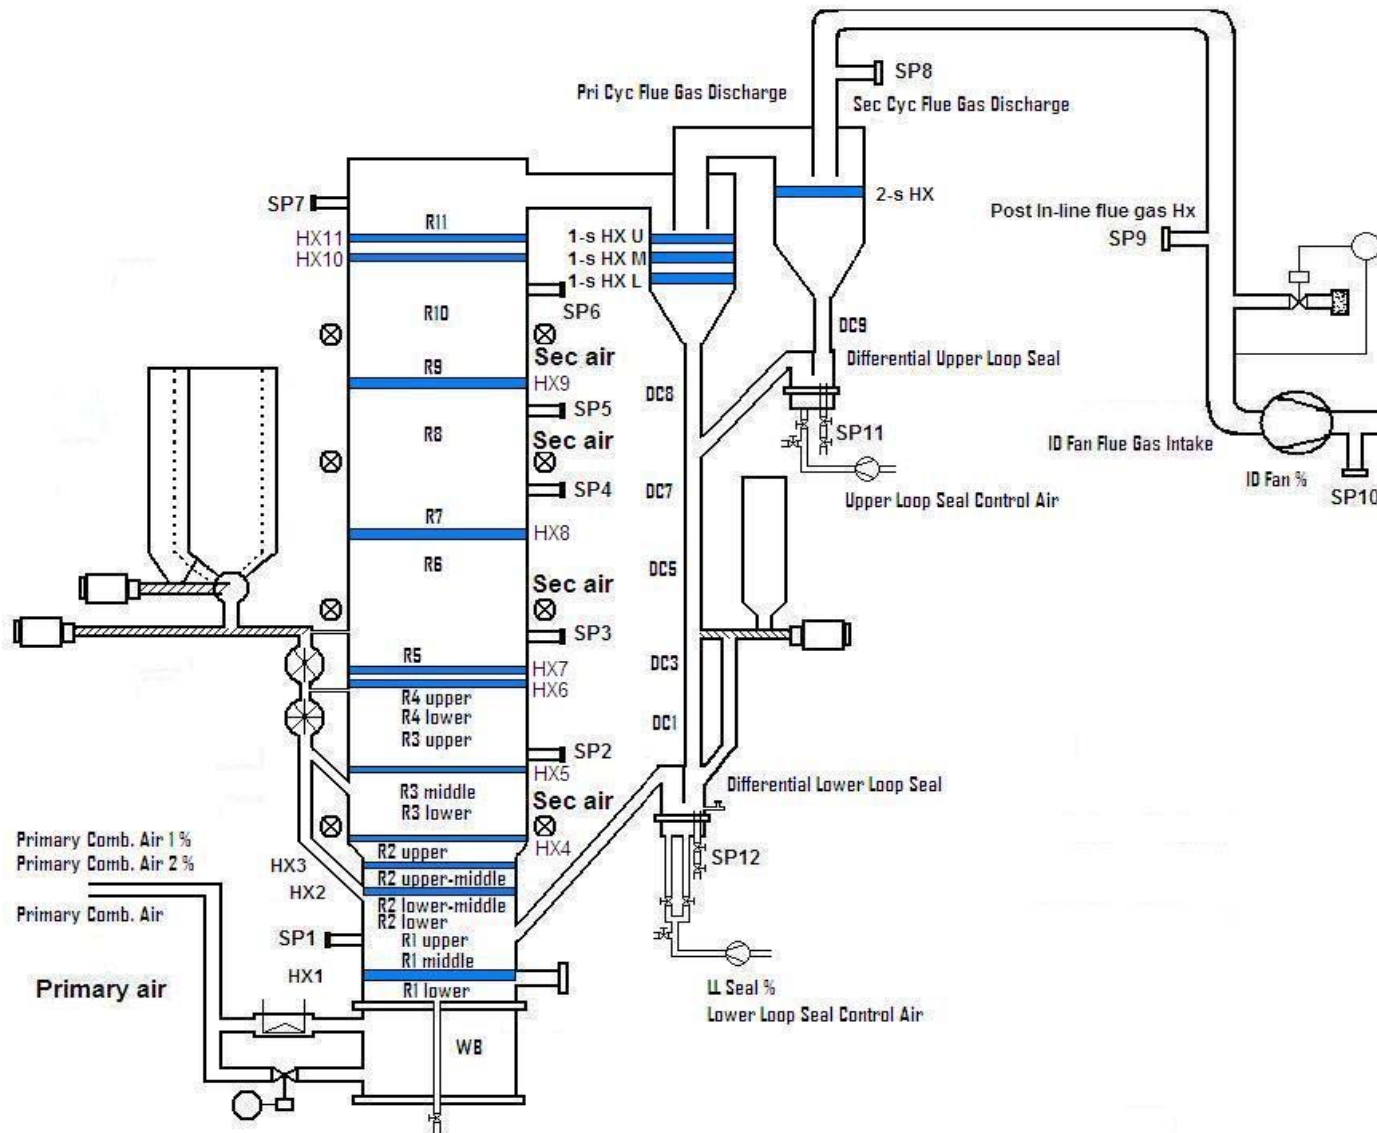 SP8
Pri Cyc Flue Gas Discharge
Sec Cyc Flue Gas Discharge
SP7
2-s HX
Post In-line flue gas Hx
SP9
R11
HX11
HX10
1-s HX U
1-s HX M
1-s HX L
R10
SP6
DC9
Sec air
Differential Upper Loop Seal
R9
HX9
DC8
SP5
R8
Sec air
SP11
ID Fan Flue Gas Intake
SP4
DC7
Upper Loop Seal Control Air
ID Fan %
SP10
R7
HX8
R6
DC5
Sec air
SP3
R5
HX7
DC3
HX6
R4 upper
R4 lower
R3 upper
DC1
SP2
HX5
Differential Lower Loop Seal
R3 middle
R3 lower
Sec air
Primary Comb. Air 1 %
Primary Comb. Air 2 %
R2 upper
HX4
HX3
SP12
R2 upper-middle
HX2
R2 lower-middle
Primary Comb. Air
R2 lower
SP1
R1 upper
R1 middle
HX1
Primary air
R1 lower
LL Seal %
Lower Loop Seal Control Air
WB